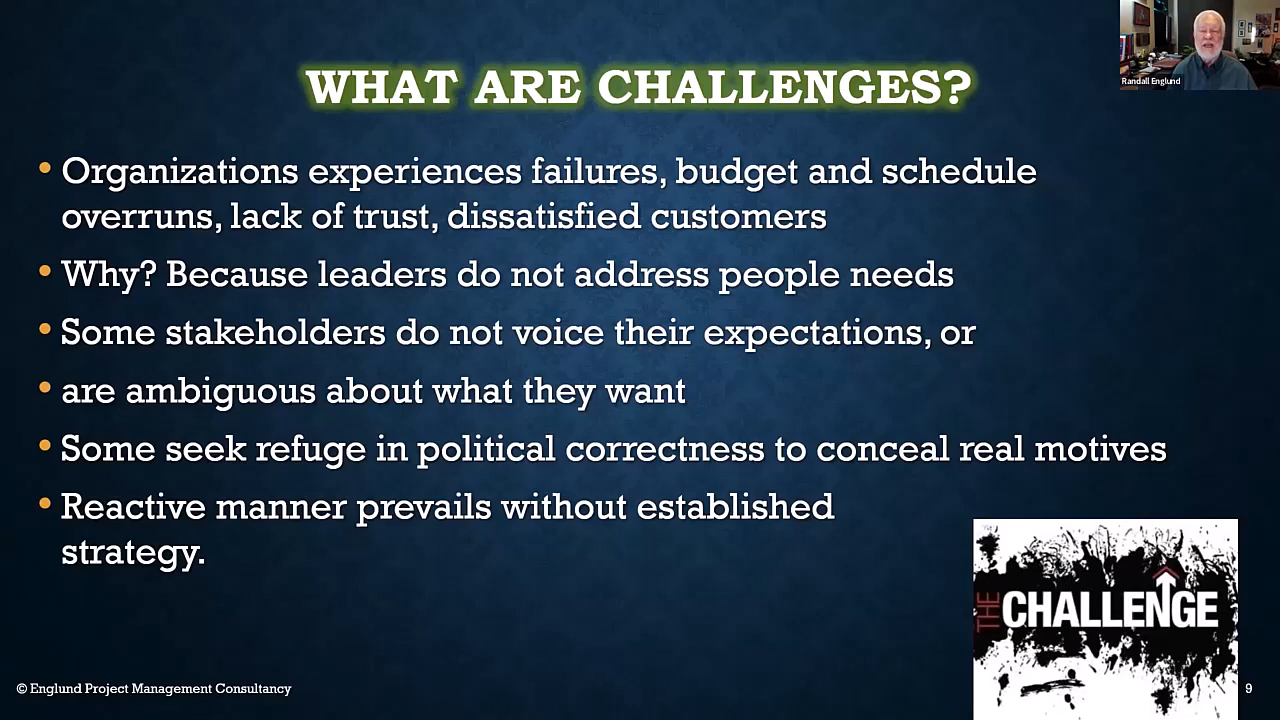 Randall Englund
WHAT ARE CHALLENGES?
• Organizations experiences failures, budget and schedule
overruns, lack of trust, dissatisfied customers
• Why? Because leaders do not address people needs
• Some stakeholders do not voice their expectations, or
• are ambiguous about what they want
• Some seek refuge in political correctness to conceal real motives
• Reactive manner prevails without established
strategy.
THE CHALLENGE
© Englund Project Management Consultancy
9